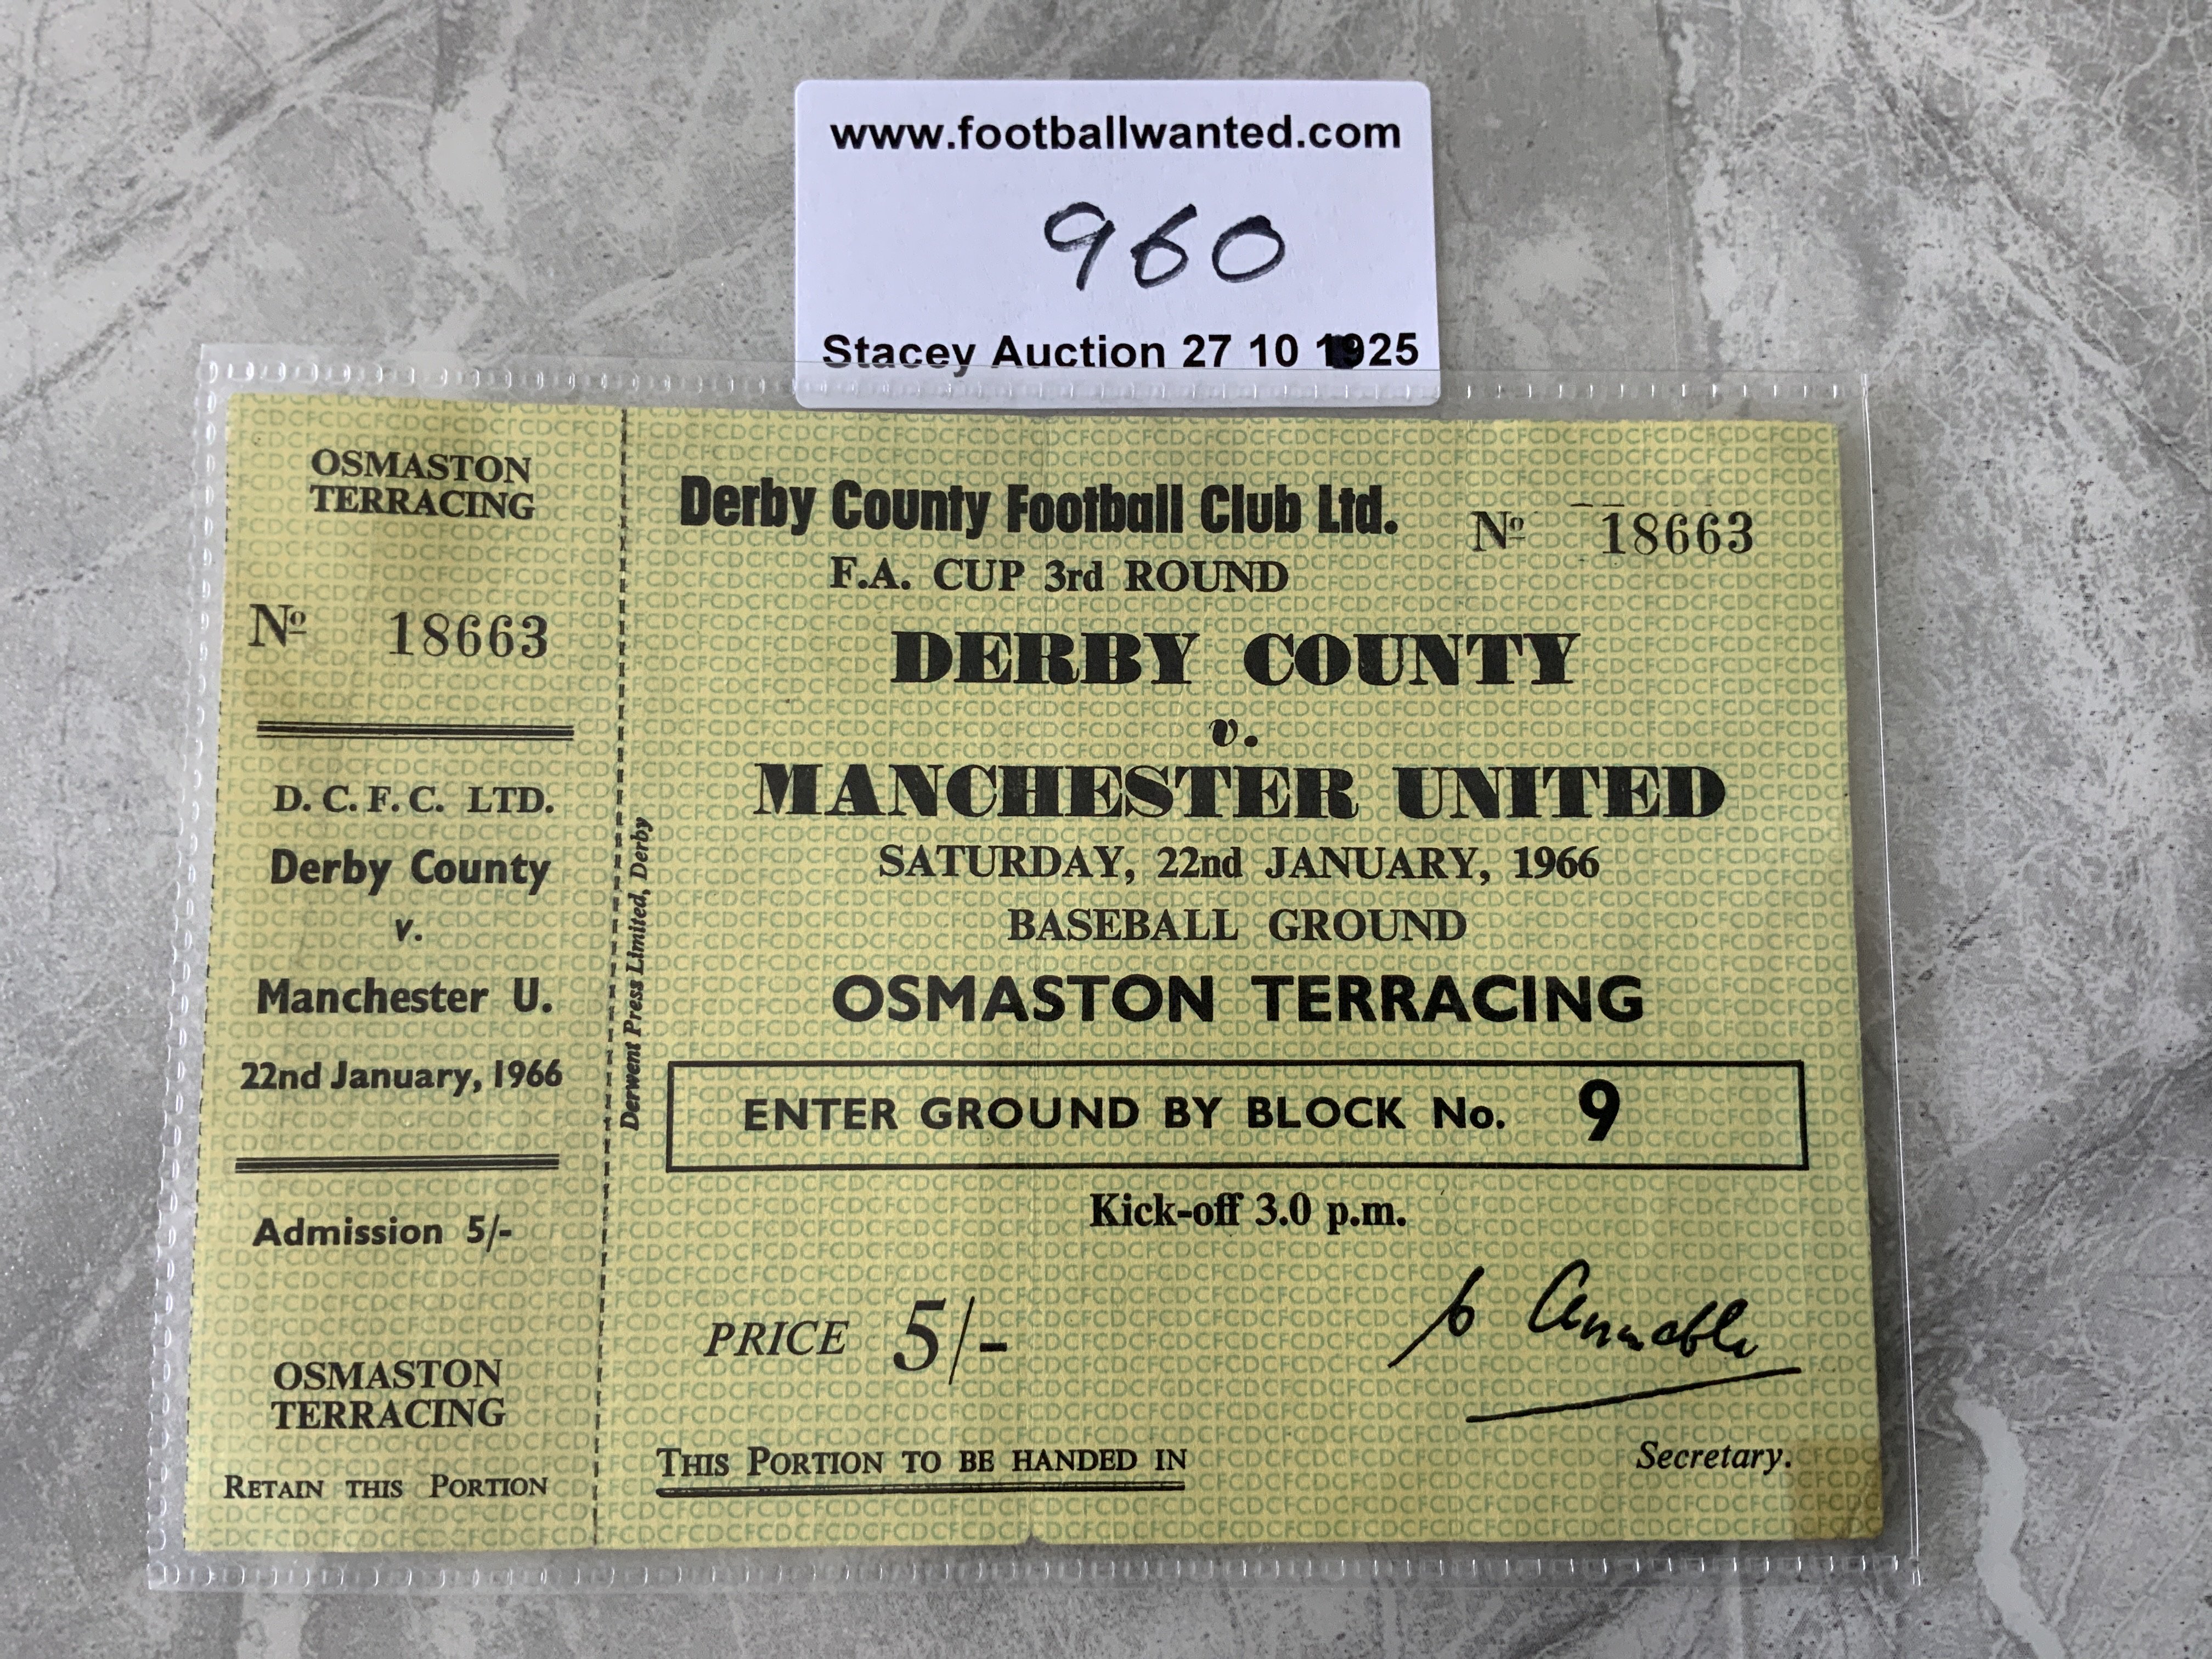 www.footballwanted.com
960
Stacey Auction 27 10 1925
OSMASTON
TERRACING
Nº 18663
D. C. F. C. LTD.
Derby County
v.
Manchester U.
22nd January, 1966
Admission 5/-
OSMASTON
TERRACING
RETAIN THIS PORTION
Derwent Press Limited, Derby
Derby County Football Club Ltd.
Nº 18663
F.A. CUP 3rd ROUND
DERBY COUNTY
v.
MANCHESTER UNITED
SATURDAY, 22nd JANUARY, 1966
BASEBALL GROUND
OSMASTON TERRACING
ENTER GROUND BY BLOCK No. 9
Kick-off 3.0 p.m.
PRICE 5/-
Secretary.
THIS PORTION TO BE HANDED IN